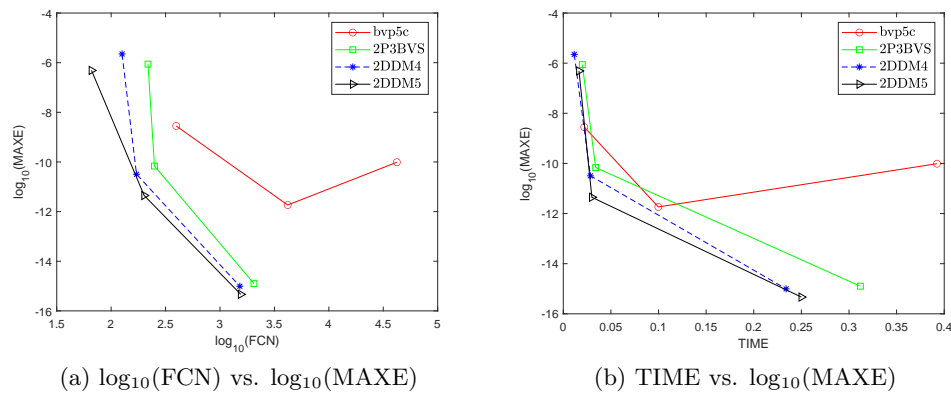 -4
-6
-8
-10
-12
-14
-16
log10(MAXE)
1.5 2 2.5 3 3.5 4 4.5 5
log10(FCN)
bvp5c
2P3BVS
2DDM4
2DDM5
(a) log10(FCN) vs. log10(MAXE)
-4
-6
-8
-10
-12
-14
-16
log10(MAXE)
0 0.05 0.1 0.15 0.2 0.25 0.3 0.35 0.4
TIME
bvp5c
2P3BVS
2DDM4
2DDM5
(b) TIME vs. log10(MAXE)